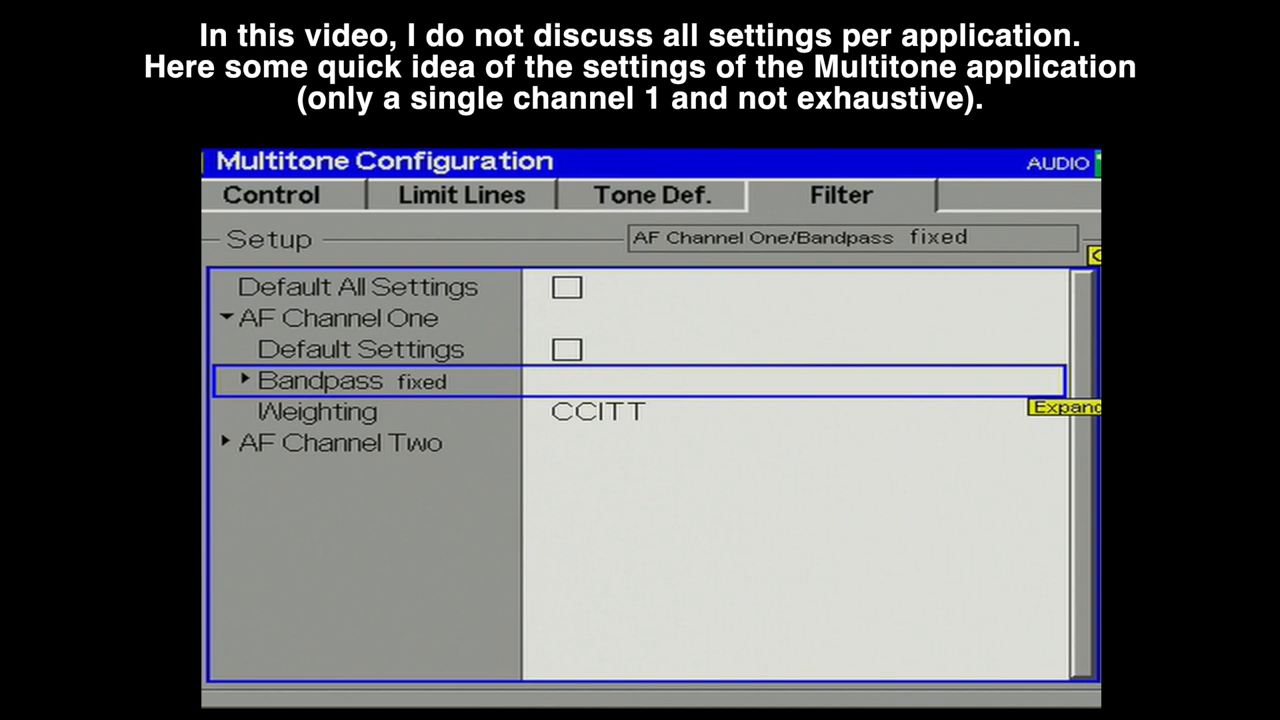 In this video, I do not discuss all settings per application.
Here some quick idea of the settings of the Multitone application
(only a single channel 1 and not exhaustive).
Multitone Configuration AUDIO
Control Limit Lines Tone Def. Filter
Setup AF Channel One/Bandpass fixed
Default All Settings
AF Channel One
Default Settings
Bandpass fixed
Weighting CCITT
Expand
AF Channel Two